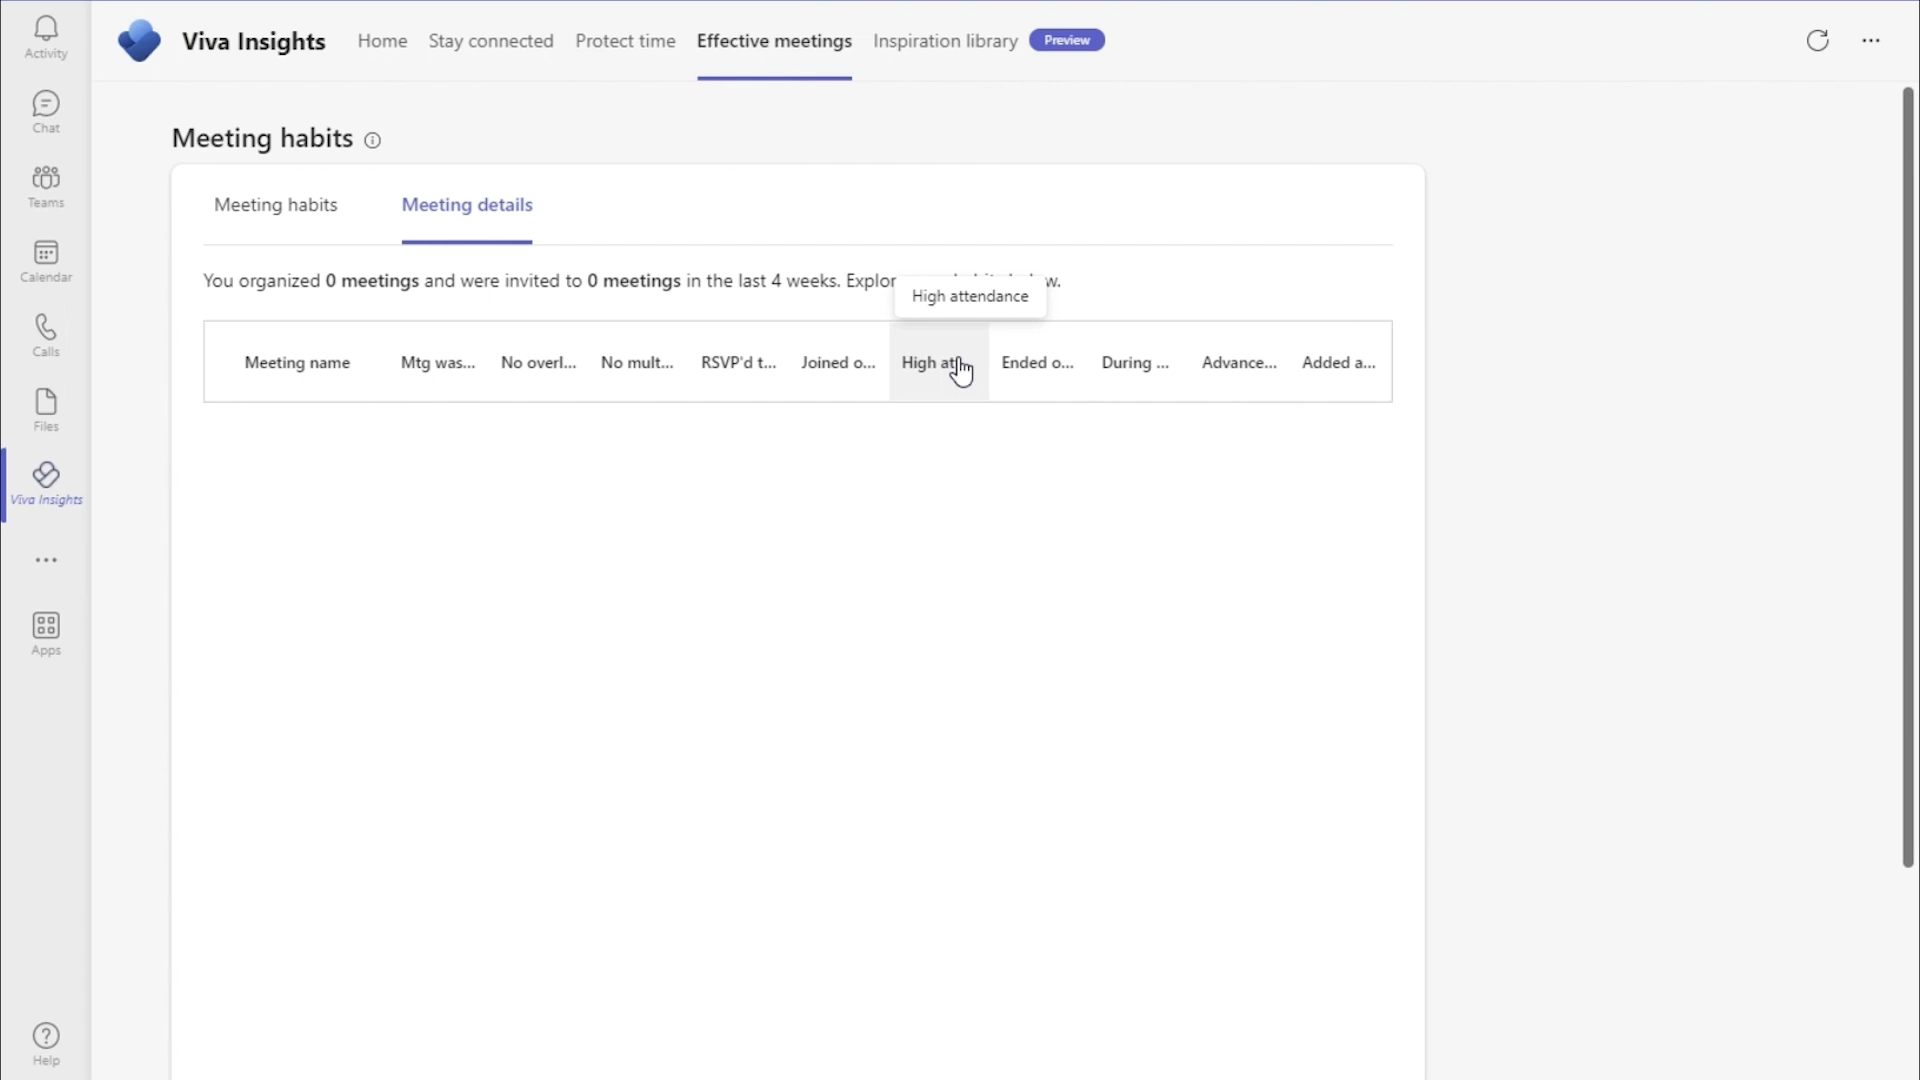 Activity
Chat
Teams
Calendar
Calls
Files
Viva Insights
Apps
Help
Viva Insights Home Stay connected Protect time Effective meetings Inspiration library Preview
Meeting habits
Meeting habits Meeting details
You organized 0 meetings and were invited to 0 meetings in the last 4 weeks. Explor w.
High attendance
Meeting name Mtg was... No overl... No mult... RSVP'd t... Joined o... High att Ended o... During ... Advance... Added a...